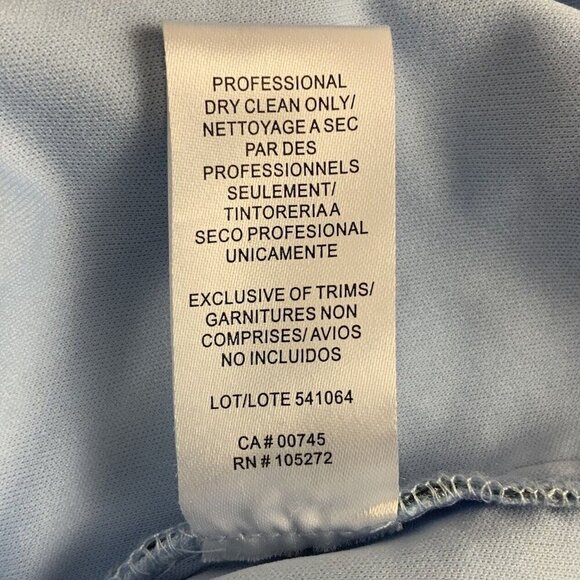 PROFESSIONAL
DRY CLEAN ONLY/
NETTOYAGE A SEC
PAR DES
PROFESSIONNELS
SEULEMENT/
TINTORERIA A
SECO PROFESIONAL
UNICAMENTE
EXCLUSIVE OF TRIMS/
GARNITURES NON
COMPRISES/ AVIOS
NO INCLUIDOS
LOT/LOTE 541064
CA # 00745
RN # 105272